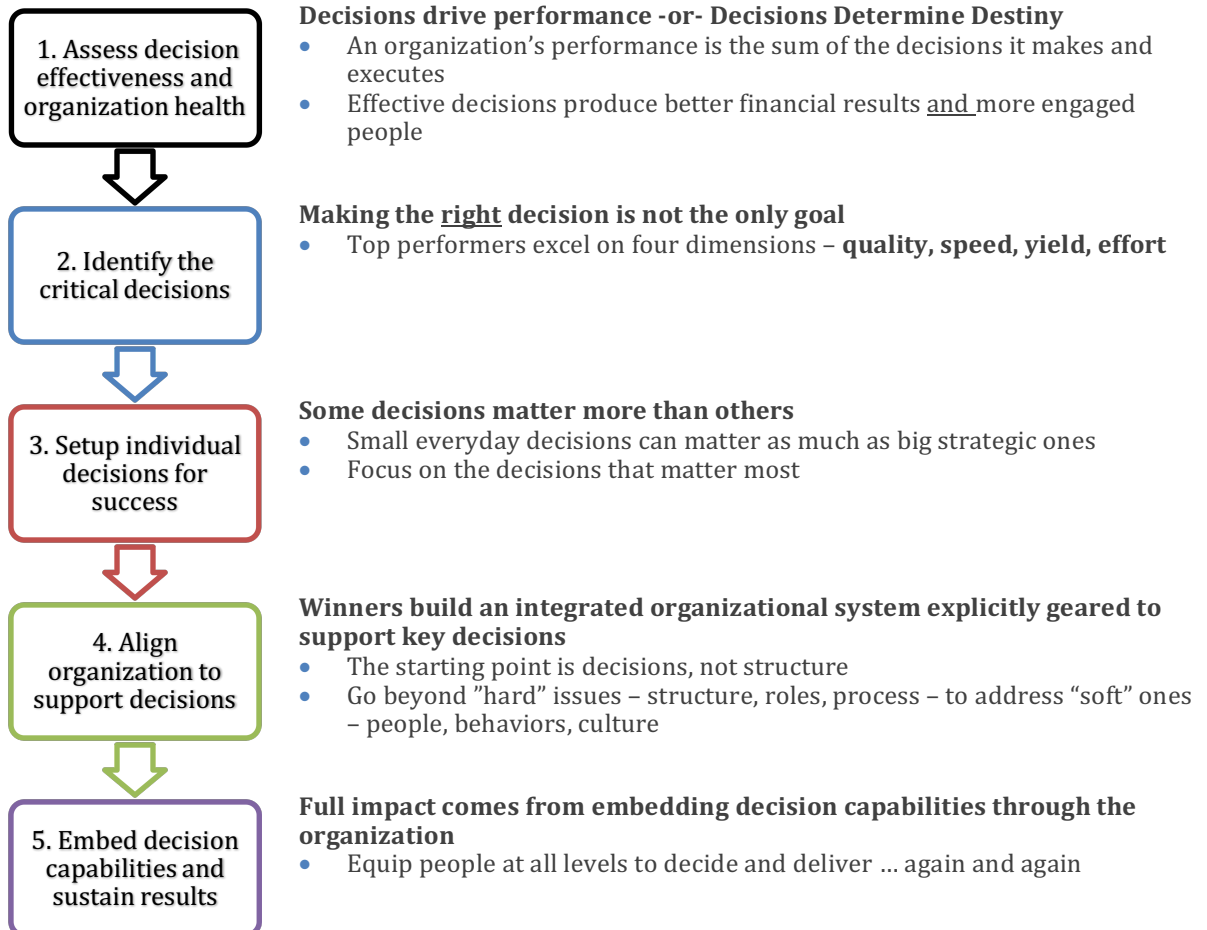 1. Assess decision
effectiveness and
organization health
Decisions drive performance -or- Decisions Determine Destiny
• An organization’s performance is the sum of the decisions it makes and
executes
• Effective decisions produce better financial results and more engaged
people
2. Identify the
critical decisions
Making the right decision is not the only goal
• Top performers excel on four dimensions – quality, speed, yield, effort
3. Setup individual
decisions for
success
Some decisions matter more than others
• Small everyday decisions can matter as much as big strategic ones
• Focus on the decisions that matter most
4. Align
organization to
support decisions
Winners build an integrated organizational system explicitly geared to
support key decisions
• The starting point is decisions, not structure
• Go beyond ”hard” issues – structure, roles, process – to address “soft” ones
– people, behaviors, culture
5. Embed decision
capabilities and
sustain results
Full impact comes from embedding decision capabilities through the
organization
• Equip people at all levels to decide and deliver … again and again